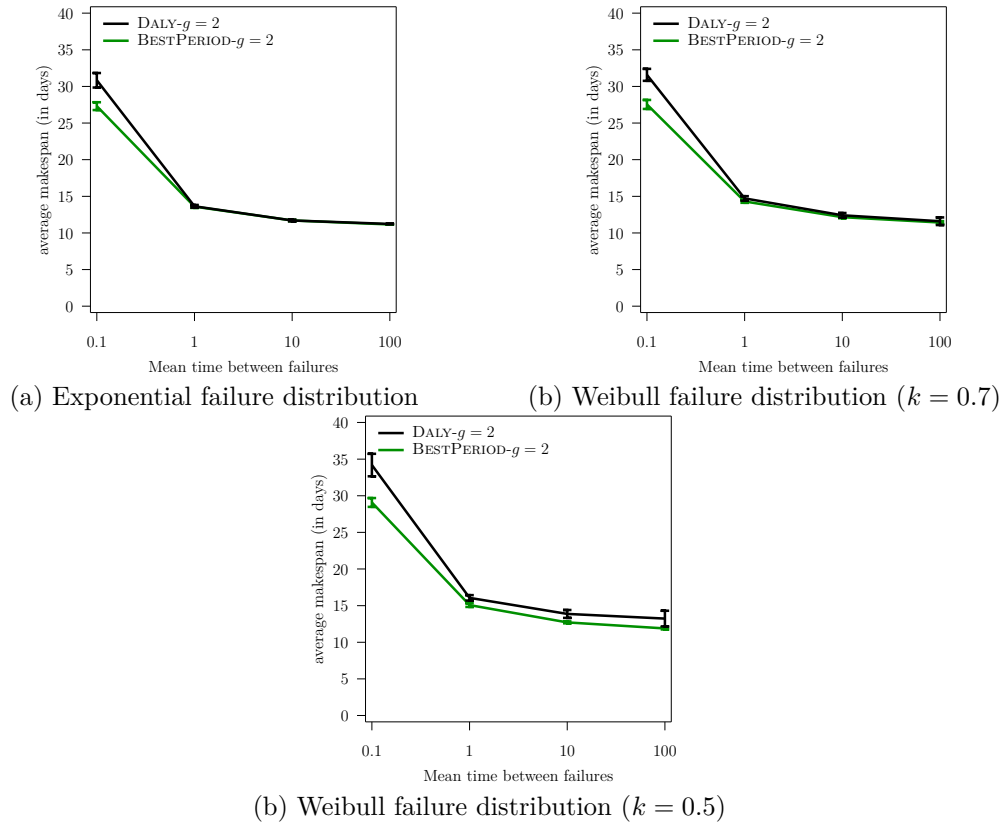 DALY-g = 2
BESTPERIOD-g = 2
average makespan (in days)
40
35
30
25
20
15
10
5
0
0.1 1 10 100
Mean time between failures
(a) Exponential failure distribution
DALY-g = 2
BESTPERIOD-g = 2
average makespan (in days)
40
35
30
25
20
15
10
5
0
0.1 1 10 100
Mean time between failures
(b) Weibull failure distribution (k = 0.7)
DALY-g = 2
BESTPERIOD-g = 2
average makespan (in days)
40
35
30
25
20
15
10
5
0
0.1 1 10 100
Mean time between failures
(b) Weibull failure distribution (k = 0.5)